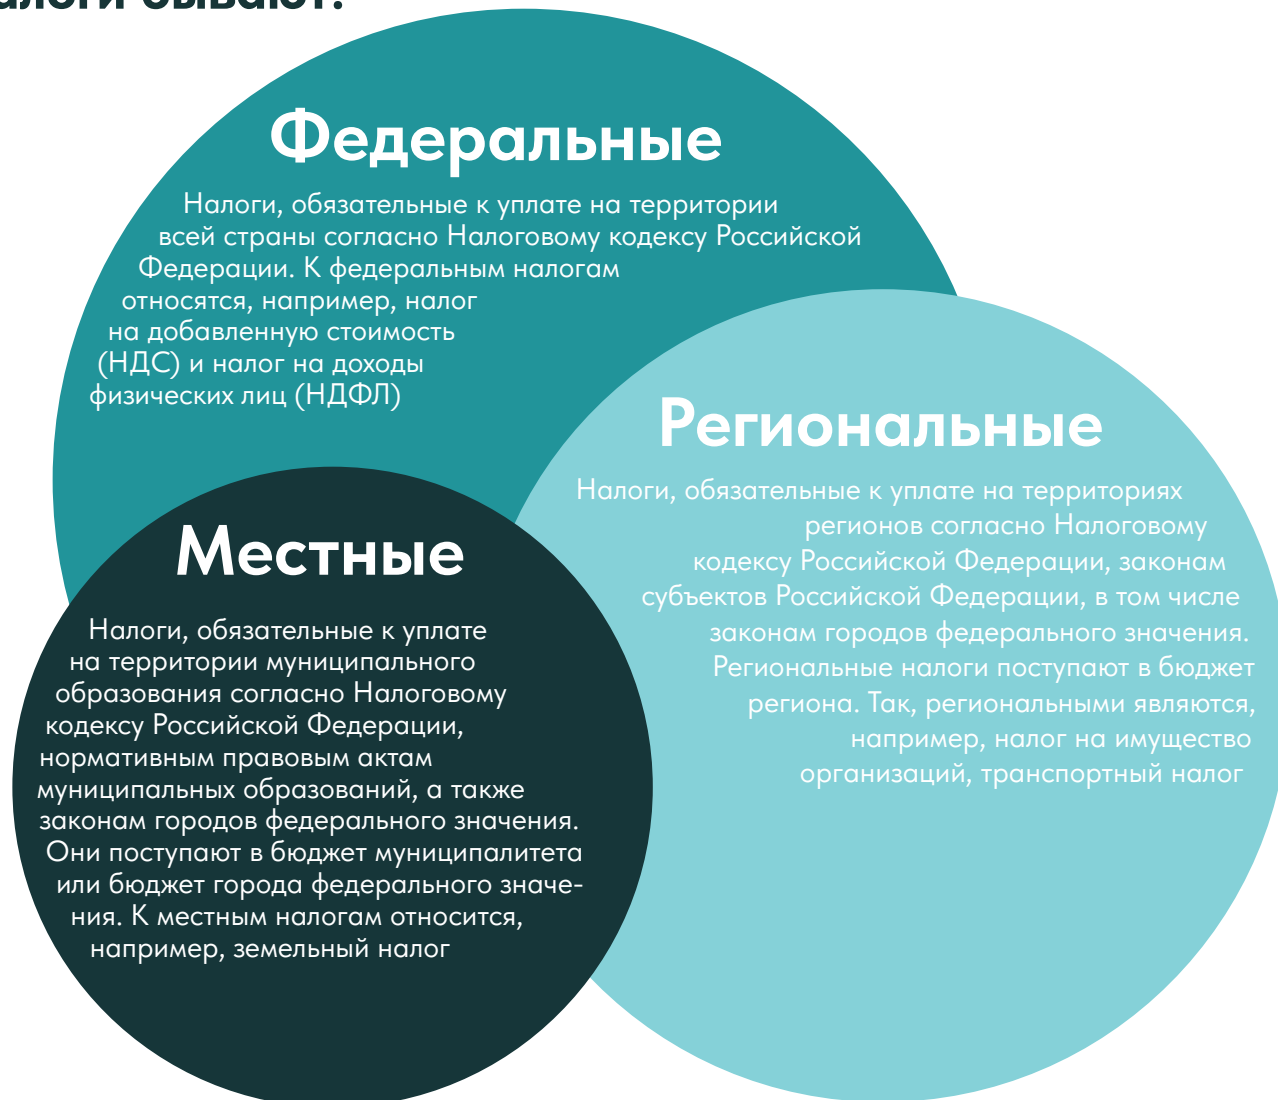 алоги бывают:
Федеральные
Налоги, обязательные к уплате на территории
всей страны согласно Налоговому кодексу Российской
Федерации. К федеральным налогам
относятся, например, налог
на добавленную стоимость
(НДС) и налог на доходы
физических лиц (НДФЛ)
Региональные
Налоги, обязательные к уплате на территориях
регионов согласно Налоговому
кодексу Российской Федерации, законам
субъектов Российской Федерации, в том числе
законам городов федерального значения.
Региональные налоги поступают в бюджет
региона. Так, региональными являются,
например, налог на имущество
организаций, транспортный налог
Местные
Налоги, обязательные к уплате
на территории муниципального
образования согласно Налоговому
кодексу Российской Федерации,
нормативным правовым актам
муниципальных образований, а также
законам городов федерального значения.
Они поступают в бюджет муниципалитета
или бюджет города федерального значе-
ния. К местным налогам относится,
например, земельный налог